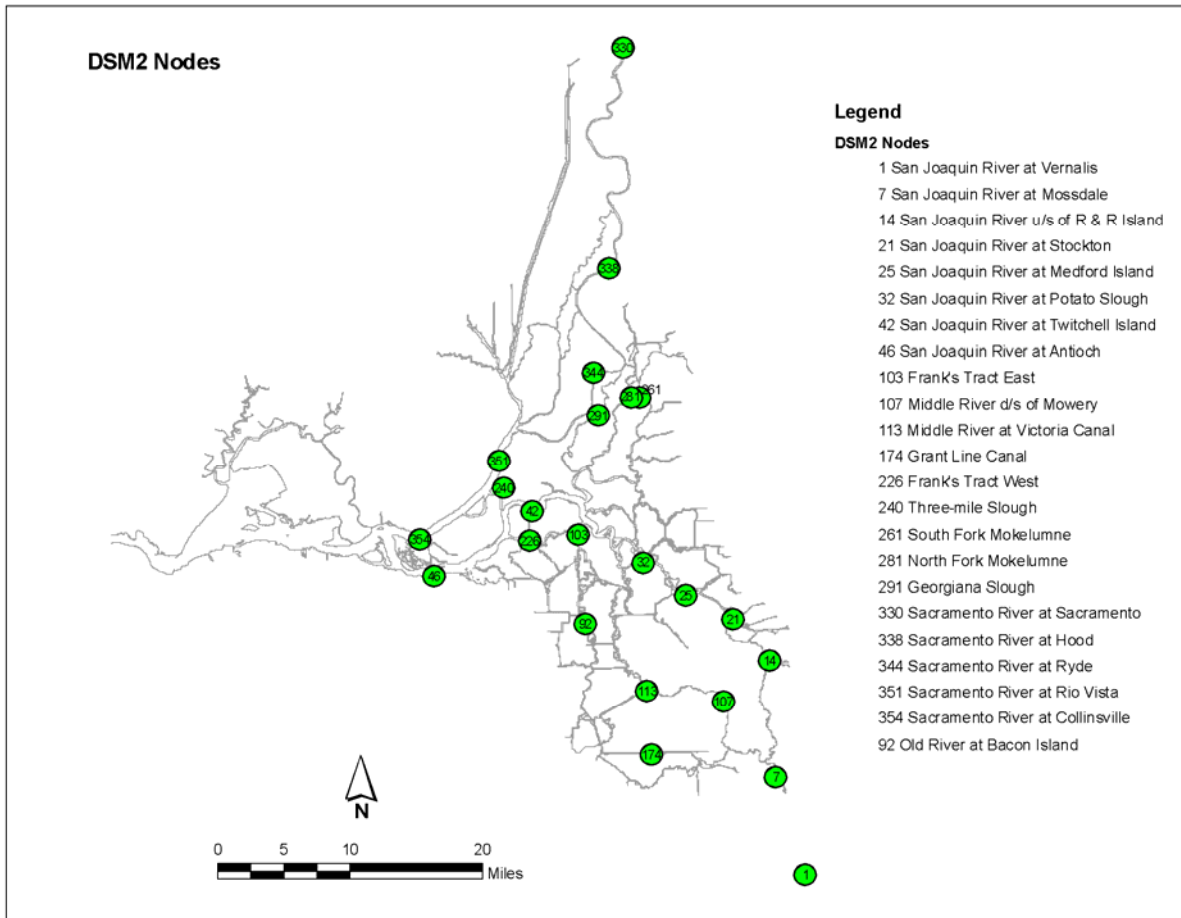 DSM2 Nodes
330
338
344
281
261
291
351
240
42
226
103
354
46
32
25
21
92
14
113
107
174
7
1
N
0 5 10 20
Miles
Legend
DSM2 Nodes
1 San Joaquin River at Vernalis
7 San Joaquin River at Mossdale
14 San Joaquin River u/s of R & R Island
21 San Joaquin River at Stockton
25 San Joaquin River at Medford Island
32 San Joaquin River at Potato Slough
42 San Joaquin River at Twitchell Island
46 San Joaquin River at Antioch
103 Frank's Tract East
107 Middle River d/s of Mowery
113 Middle River at Victoria Canal
174 Grant Line Canal
226 Frank's Tract West
240 Three-mile Slough
261 South Fork Mokelumne
281 North Fork Mokelumne
291 Georgiana Slough
330 Sacramento River at Sacramento
338 Sacramento River at Hood
344 Sacramento River at Ryde
351 Sacramento River at Rio Vista
354 Sacramento River at Collinsville
92 Old River at Bacon Island